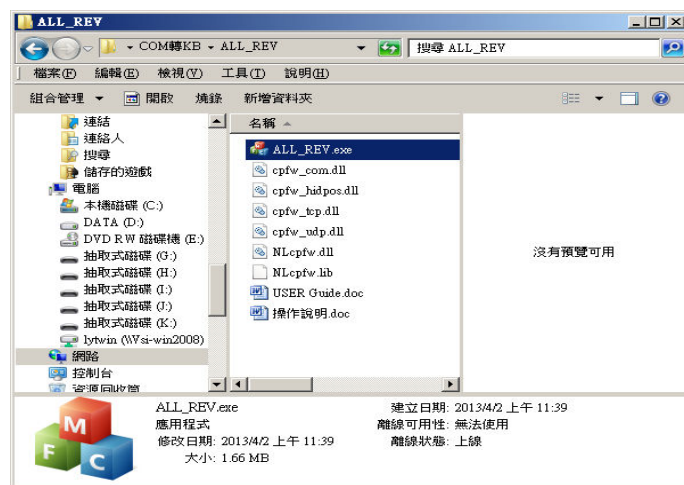 ALL_REV
COM轉KB ALL_REV 搜尋 ALL_REV
檔案(F) 編輯(E) 檢視(V) 工具(T) 說明(H)
組合管理 開啟 燒錄 新增資料夾
連結
連絡人
搜尋
儲存的遊戲
電腦
本機磁碟 (C:)
DATA (D:)
DVD RW 磁碟機 (E:)
抽取式磁碟 (G:)
抽取式磁碟 (H:)
抽取式磁碟 (I:)
抽取式磁碟 (J:)
抽取式磁碟 (K:)
lytwin (\\Vsi-win2008)
網路
控制台
資源回收筒
名稱
ALL_REV.exe
cpfw_com.dll
cpfw_hidpos.dll
cpfw_tcp.dll
cpfw_udp.dll
NLcpfw.dll
NLcpfw.lib
USER Guide.doc
操作說明.doc
沒有預覽可用
M
F
C
ALL_REV.exe 建立日期: 2013/4/2 上午 11:39
應用程式 離線可用性: 無法使用
修改日期: 2013/4/2 上午 11:39 離線狀態: 上線
大小: 1.66 MB